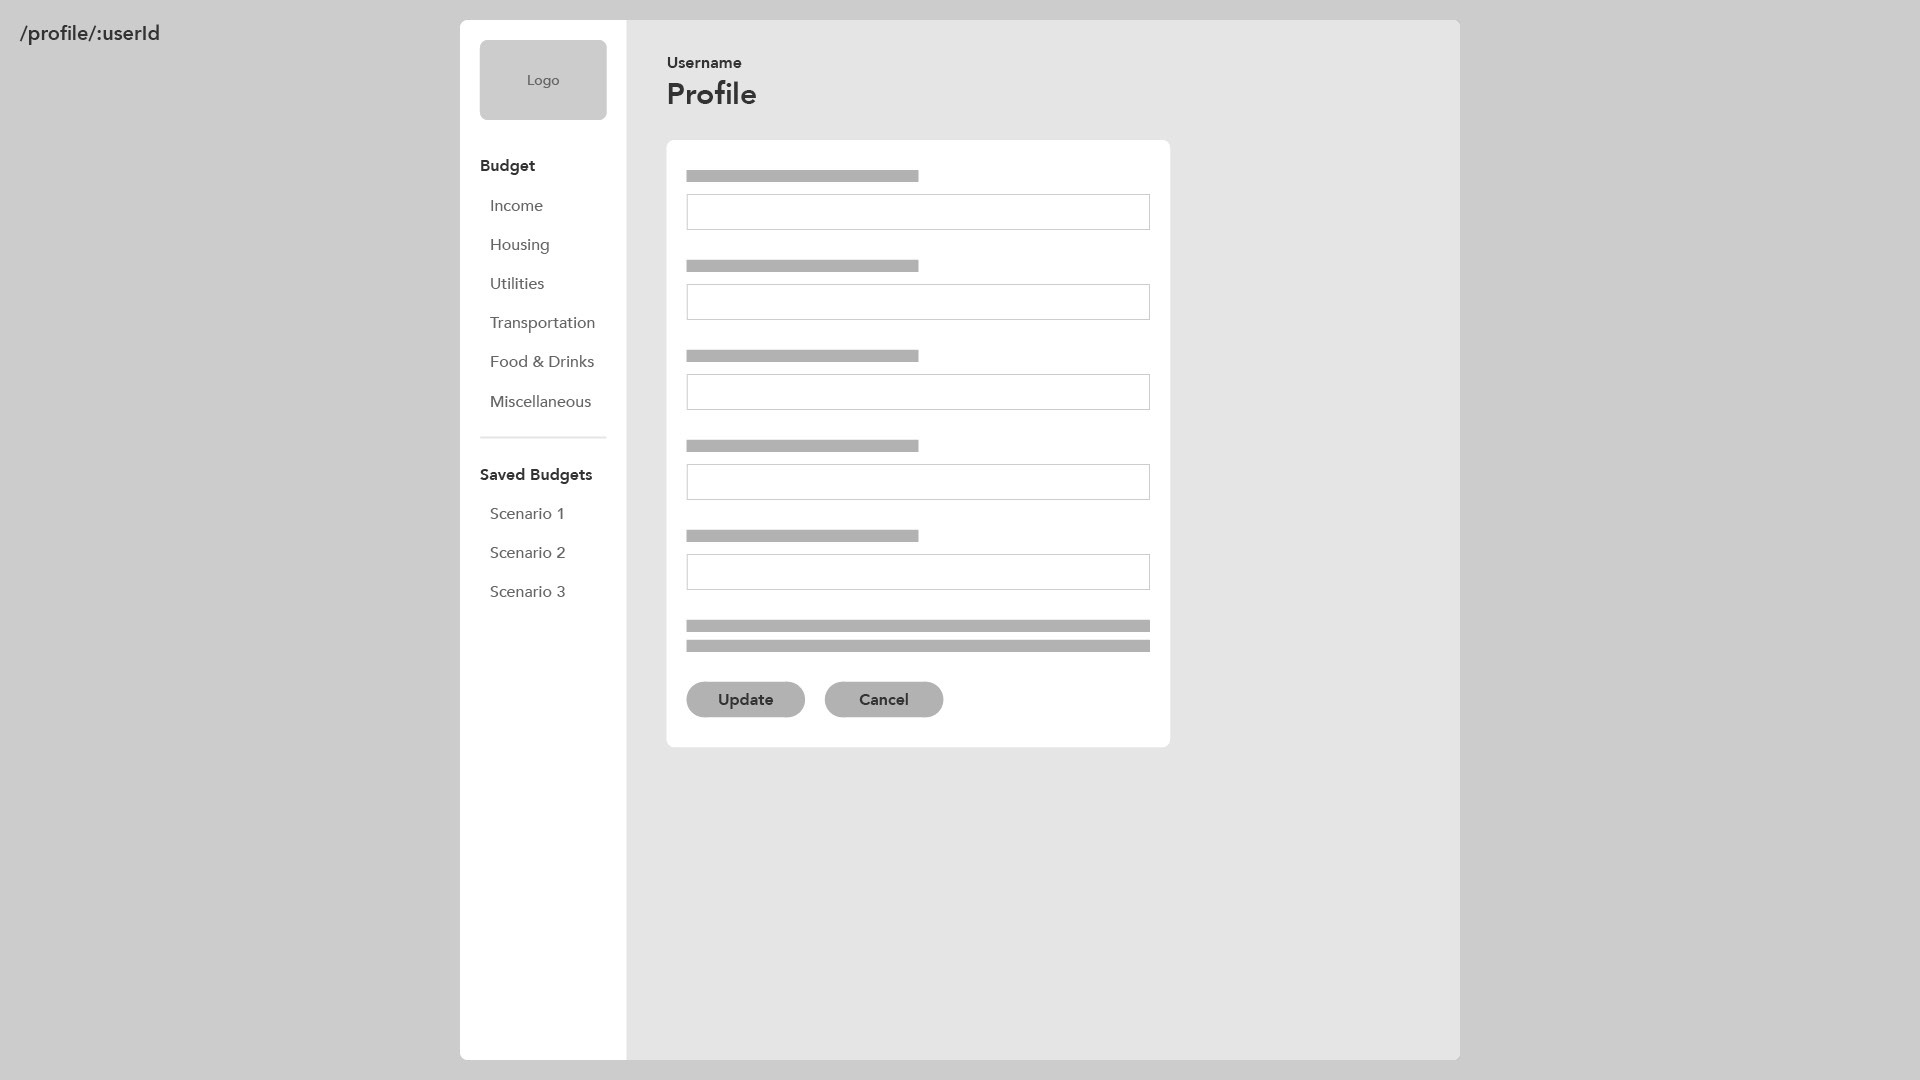 /profile/:userId
Logo
Budget
Income
Housing
Utilities
Transportation
Food & Drinks
Miscellaneous
Saved Budgets
Scenario 1
Scenario 2
Scenario 3
Username
Profile
Update
Cancel